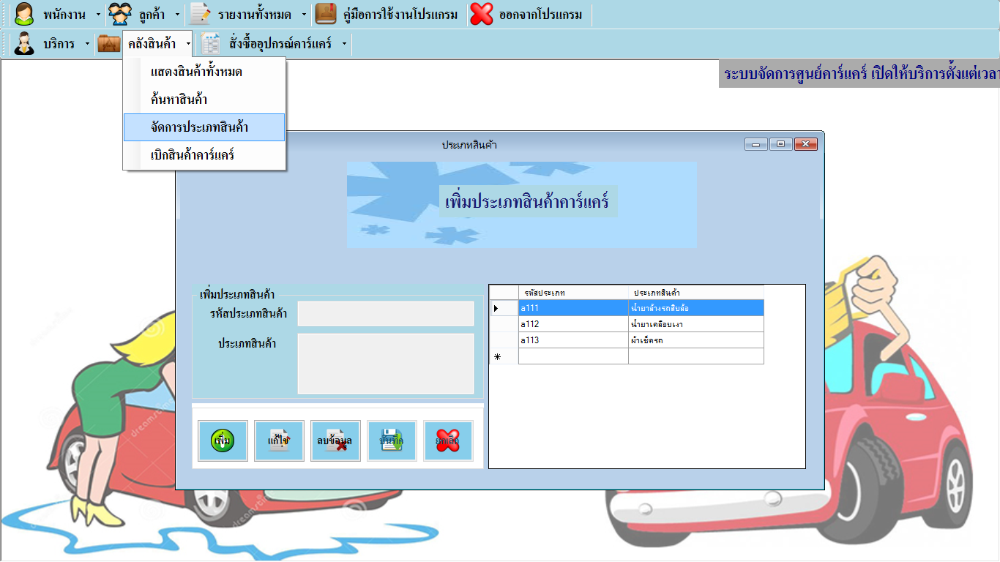 พนักงาน ลูกค้า รายงานทั้งหมด คู่มือการใช้งานโปรแกรม ออกจากโปรแกรม
บริการ คลังสินค้า สั่งซื้ออุปกรณ์คาร์แคร์
แสดงสินค้าทั้งหมด
ค้นหาสินค้า
จัดการประเภทสินค้า
เบิกสินค้าคาร์แคร์
ระบบจัดการศูนย์คาร์แคร์ เปิดให้บริการตั้งแต่เวลา
ประเภทสินค้า
เพิ่มประเภทสินค้าคาร์แคร์
เพิ่มประเภทสินค้า
รหัสประเภทสินค้า
ประเภทสินค้า
รหัสประเภท ประเภทสินค้า
a111 น้ำยาล้างรถสิบล้อ
a112 น้ำยาเคลือบเงา
a113 ผ้าเช็ดรถ
เพิ่ม แก้ไข ลบข้อมูล บันทึก ยกเลิก
dreamstime
dreamstime